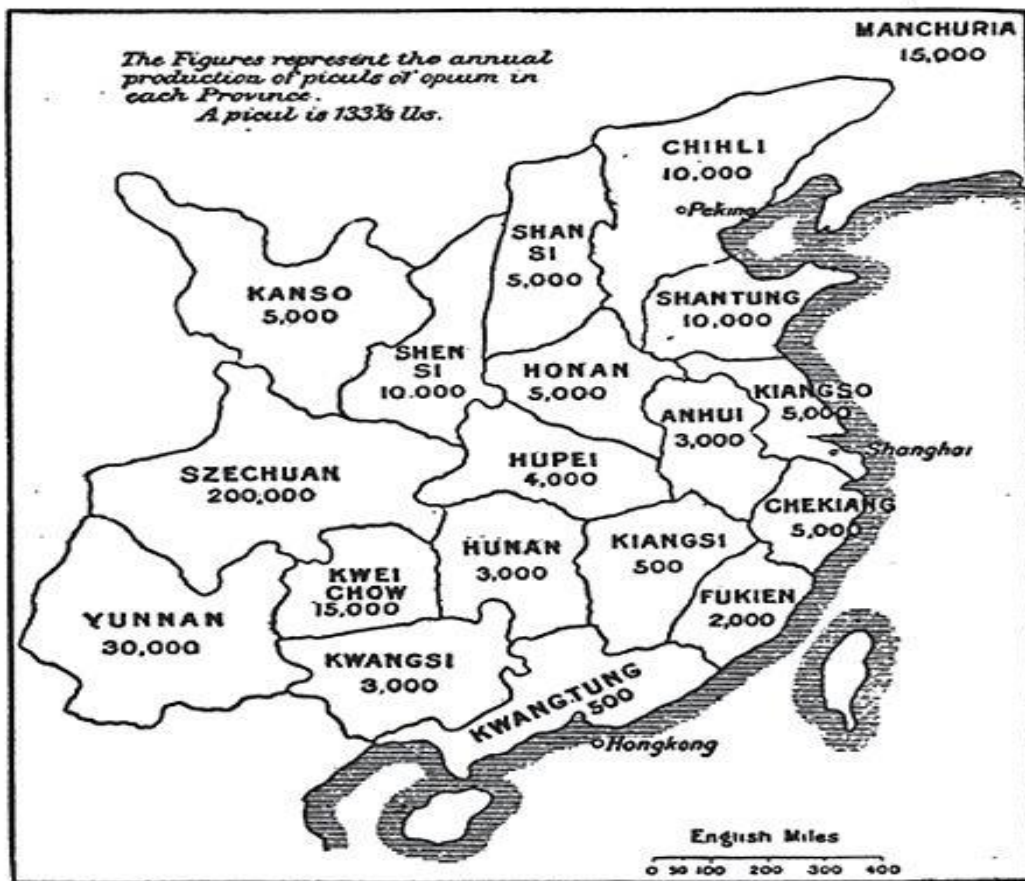 MANCHURIA
15,000
The Figures represent the annual
production of piculs of opium in
each Province.
A picul is 133⅓ lbs.
CHIHLI
10,000
Peking
SHAN
SI
5,000
KANSO
5,000
SHANTUNG
10,000
SHEN
SI
10.000
HONAN
5,000
KIANGSO
5,000
ANHUI
3,000
Shanghai
HUPEI
4,000
SZECHUAN
200,000
CHEKIANG
5,000
HUNAN
3,000
KIANGSI
500
KWEI
CHOW
15,000
FUKIEN
2,000
YUNNAN
30,000
KWANGSI
3,000
KWANGTUNG
500
Hongkong
English Miles
0 50 100 200 300 400